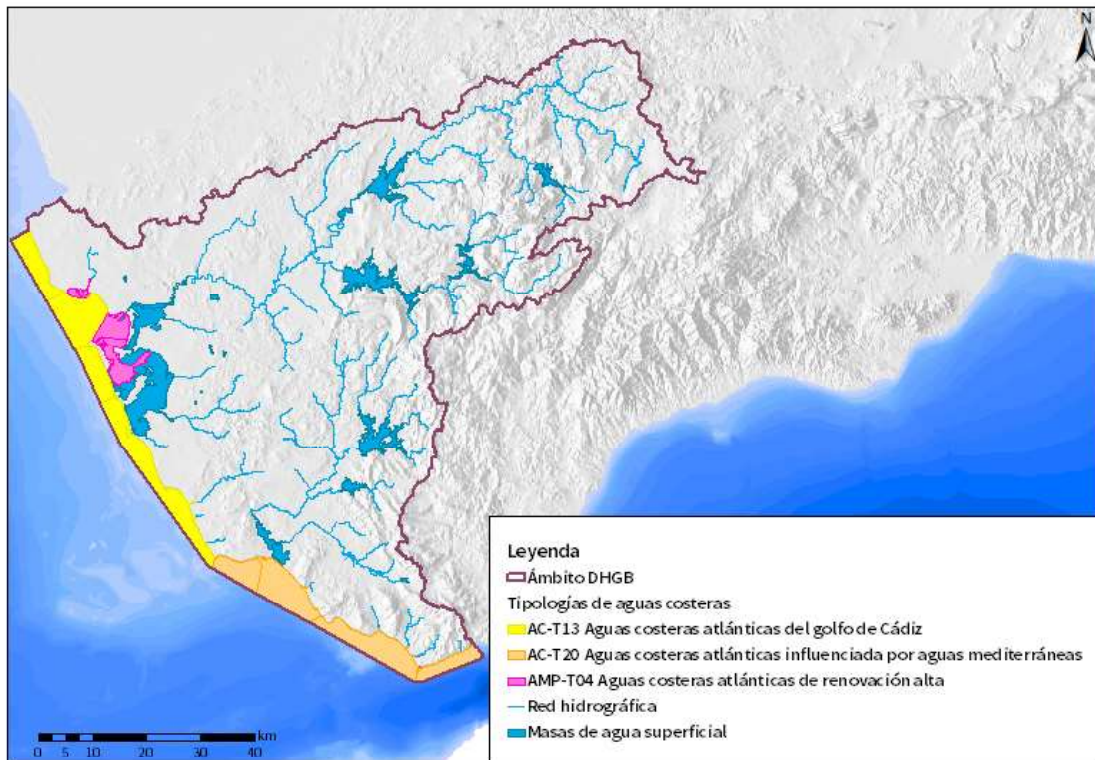 N
Leyenda
Ámbito DHGB
Tipologías de aguas costeras
AC-T13 Aguas costeras atlánticas del golfo de Cádiz
AC-T20 Aguas costeras atlánticas influenciada por aguas mediterráneas
AMP-T04 Aguas costeras atlánticas de renovación alta
Red hidrográfica
Masas de agua superficial
km
0 5 10 20 30 40